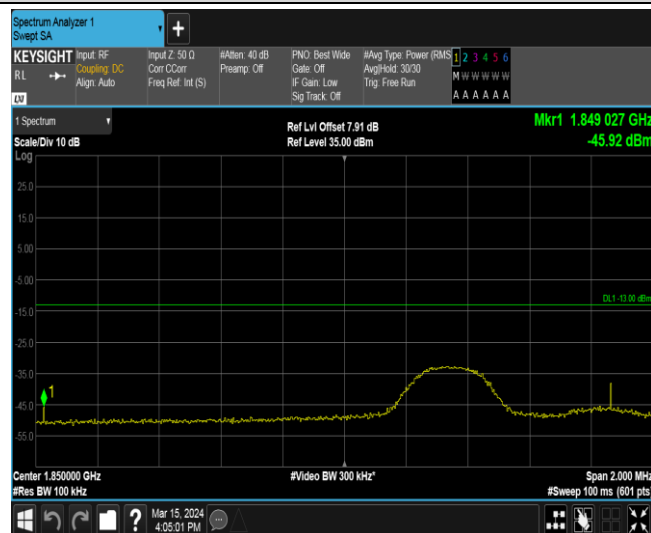 Spectrum Analyzer 1
Swept SA
+
KEYSIGHT
RL
Input: RF
Coupling: DC
Align: Auto
Input Z: 50 Ω
Corr CCorr
Freq Ref: Int (S)
#Atten: 40 dB
Preamp: Off
PNO: Best Wide
Gate: Off
IF Gain: Low
Sig Track: Off
#Avg Type: Power (RMS
Avg|Hold: 30/30
Trig: Free Run
1 2 3 4 5 6
M W W W W W
A A A A A A
LXI
1 Spectrum
Scale/Div 10 dB
Ref Lvl Offset 7.91 dB
Ref Level 35.00 dBm
Mkr1 1.849 027 GHz
-45.92 dBm
Log
25.0
15.0
5.00
-5.00
-15.0
-25.0
-35.0
-45.0
-55.0
DL1 -13.00 dBm
1
Center 1.850000 GHz
#Res BW 100 kHz
#Video BW 300 kHz*
Span 2.000 MHz
#Sweep 100 ms (601 pts)
?
Mar 15, 2024
4:05:01 PM